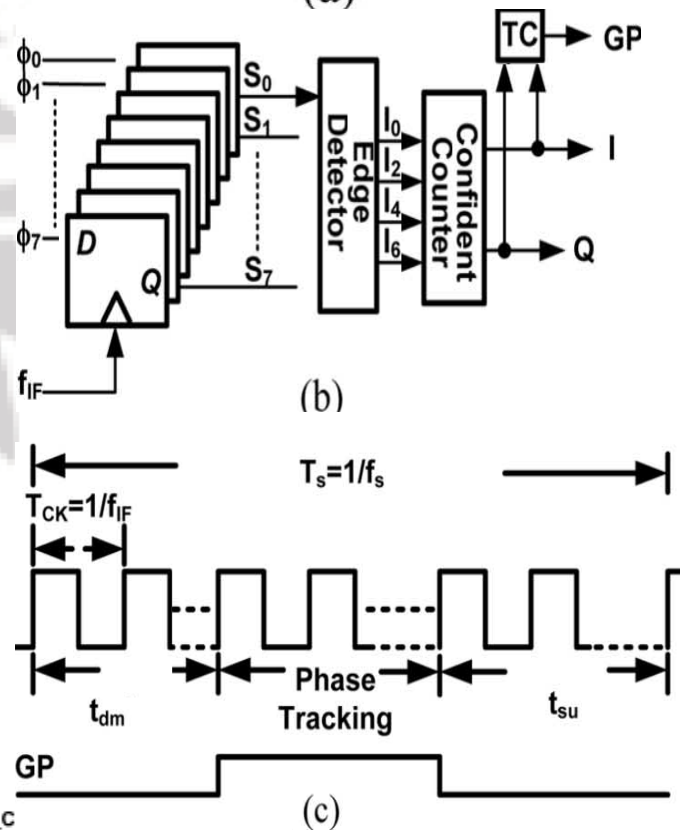 TC
GP
ϕ0
ϕ1
S0
S1
I0
I2
I4
I6
Edge Detector
Confident Counter
I
Q
ϕ7
D
Q
S7
fIF
(b)
Ts=1/fs
TCK=1/fIF
Phase
Tracking
tdm
tsu
GP
(c)